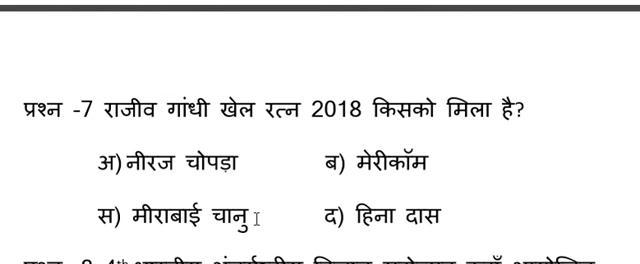 प्रश्न -7 राजीव गांधी खेल रत्न 2018 किसको मिला है?
अ) नीरज चोपड़ा ब) मेरीकॉम
स) मीराबाई चानु द) हिना दास